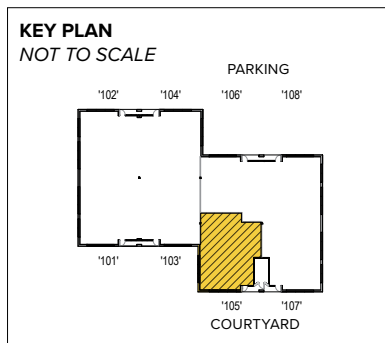 KEY PLAN
NOT TO SCALE
PARKING
'102' '104' '106' '108'
'101' '103'
'105' '107'
COURTYARD